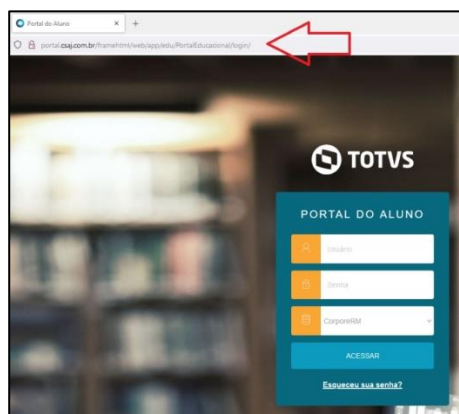 Portal do Aluno
portal.csaj.com.br/framehtml/web/app/edu/PortalEducacional/login/
TOTVS
PORTAL DO ALUNO
Usuário
Senha
CorporeRM
ACESSAR
Esqueceu sua senha?